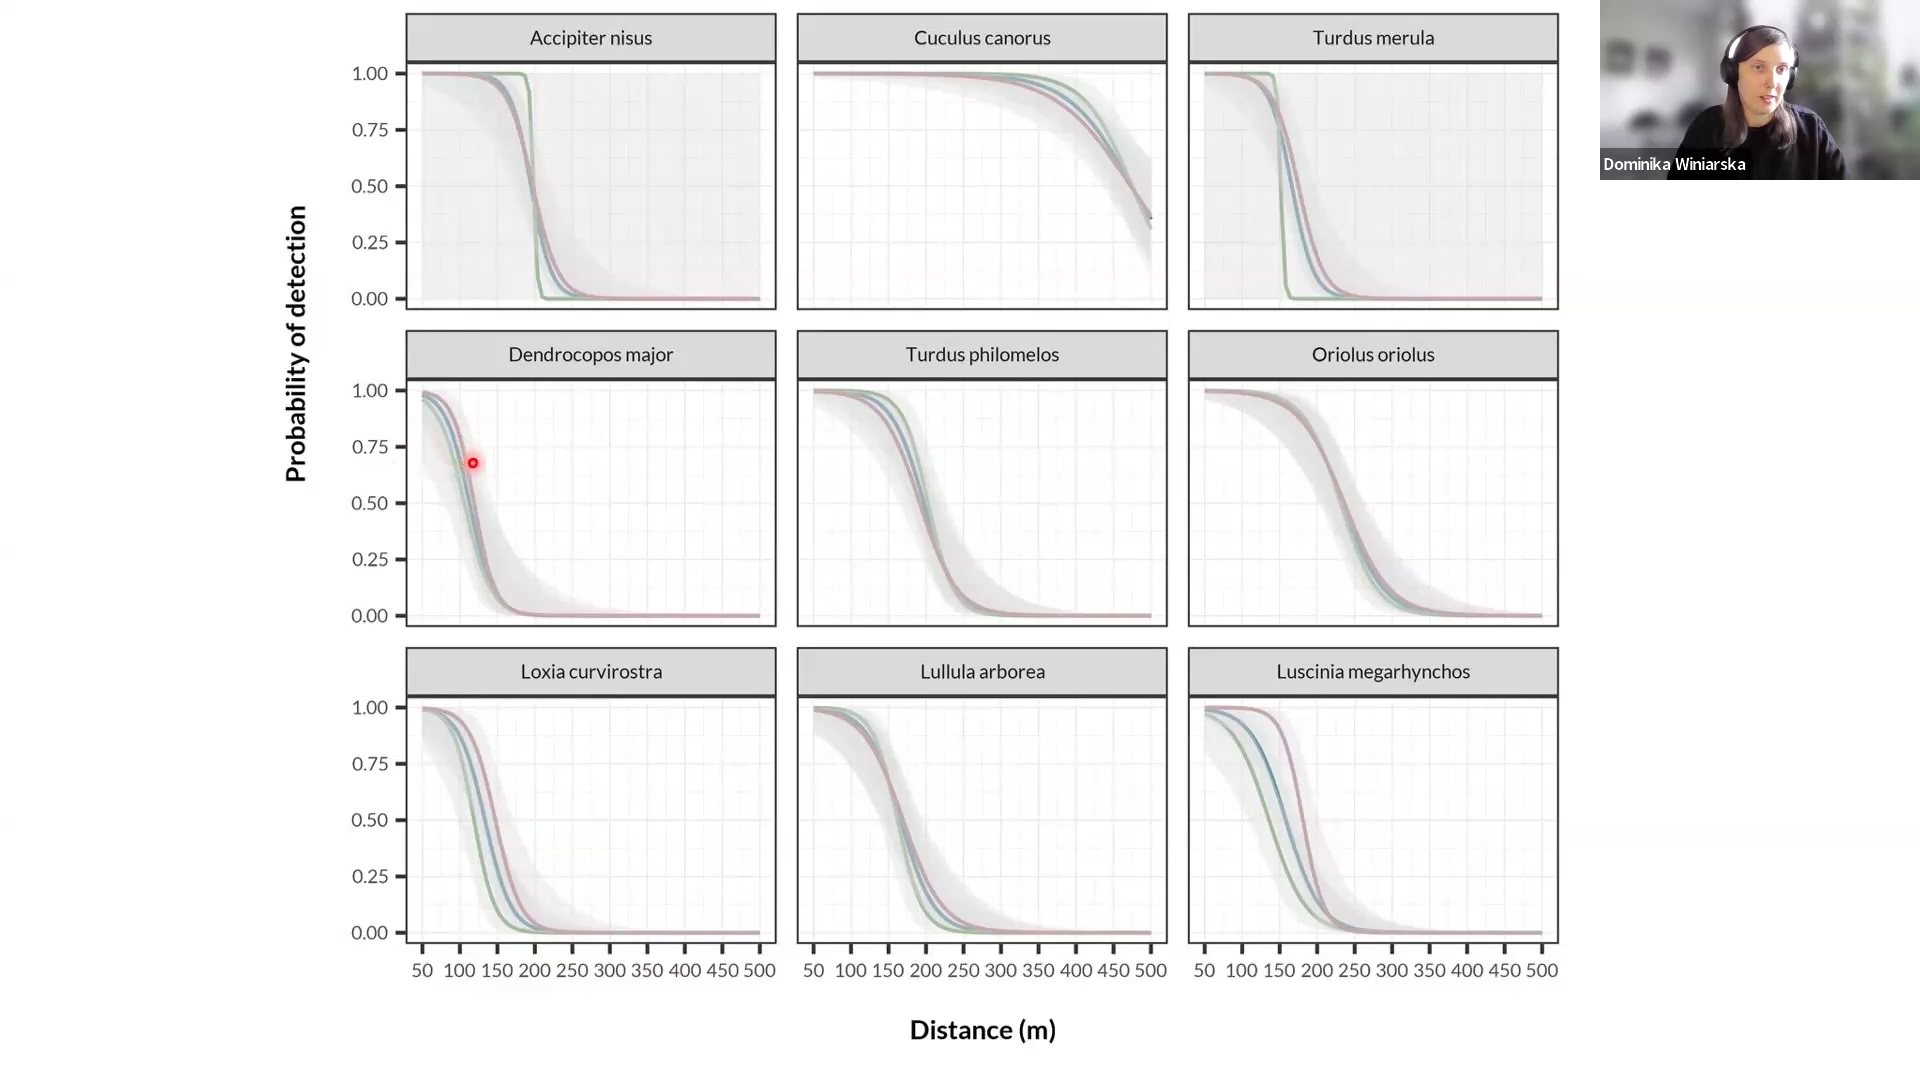 Accipiter nisus Cuculus canorus Turdus merula
1.00
0.75
0.50
0.25
0.00
Dominika Winiarska
Probability of detection
Dendrocopos major Turdus philomelos Oriolus oriolus
1.00
0.75
0.50
0.25
0.00
Loxia curvirostra Lullula arborea Luscinia megarhynchos
1.00
0.75
0.50
0.25
0.00
50 100 150 200 250 300 350 400 450 500 50 100 150 200 250 300 350 400 450 500 50 100 150 200 250 300 350 400 450 500
Distance (m)